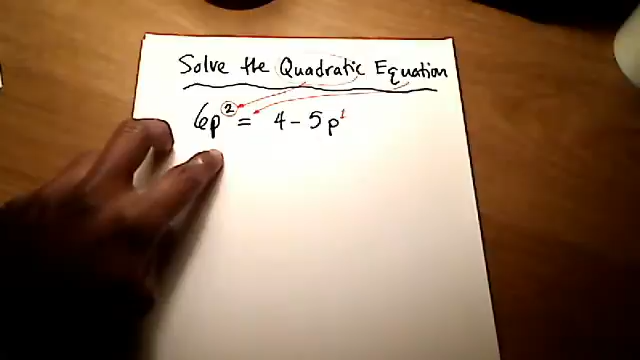 Solve the Quadratic Equation
6p² = 4 - 5p¹